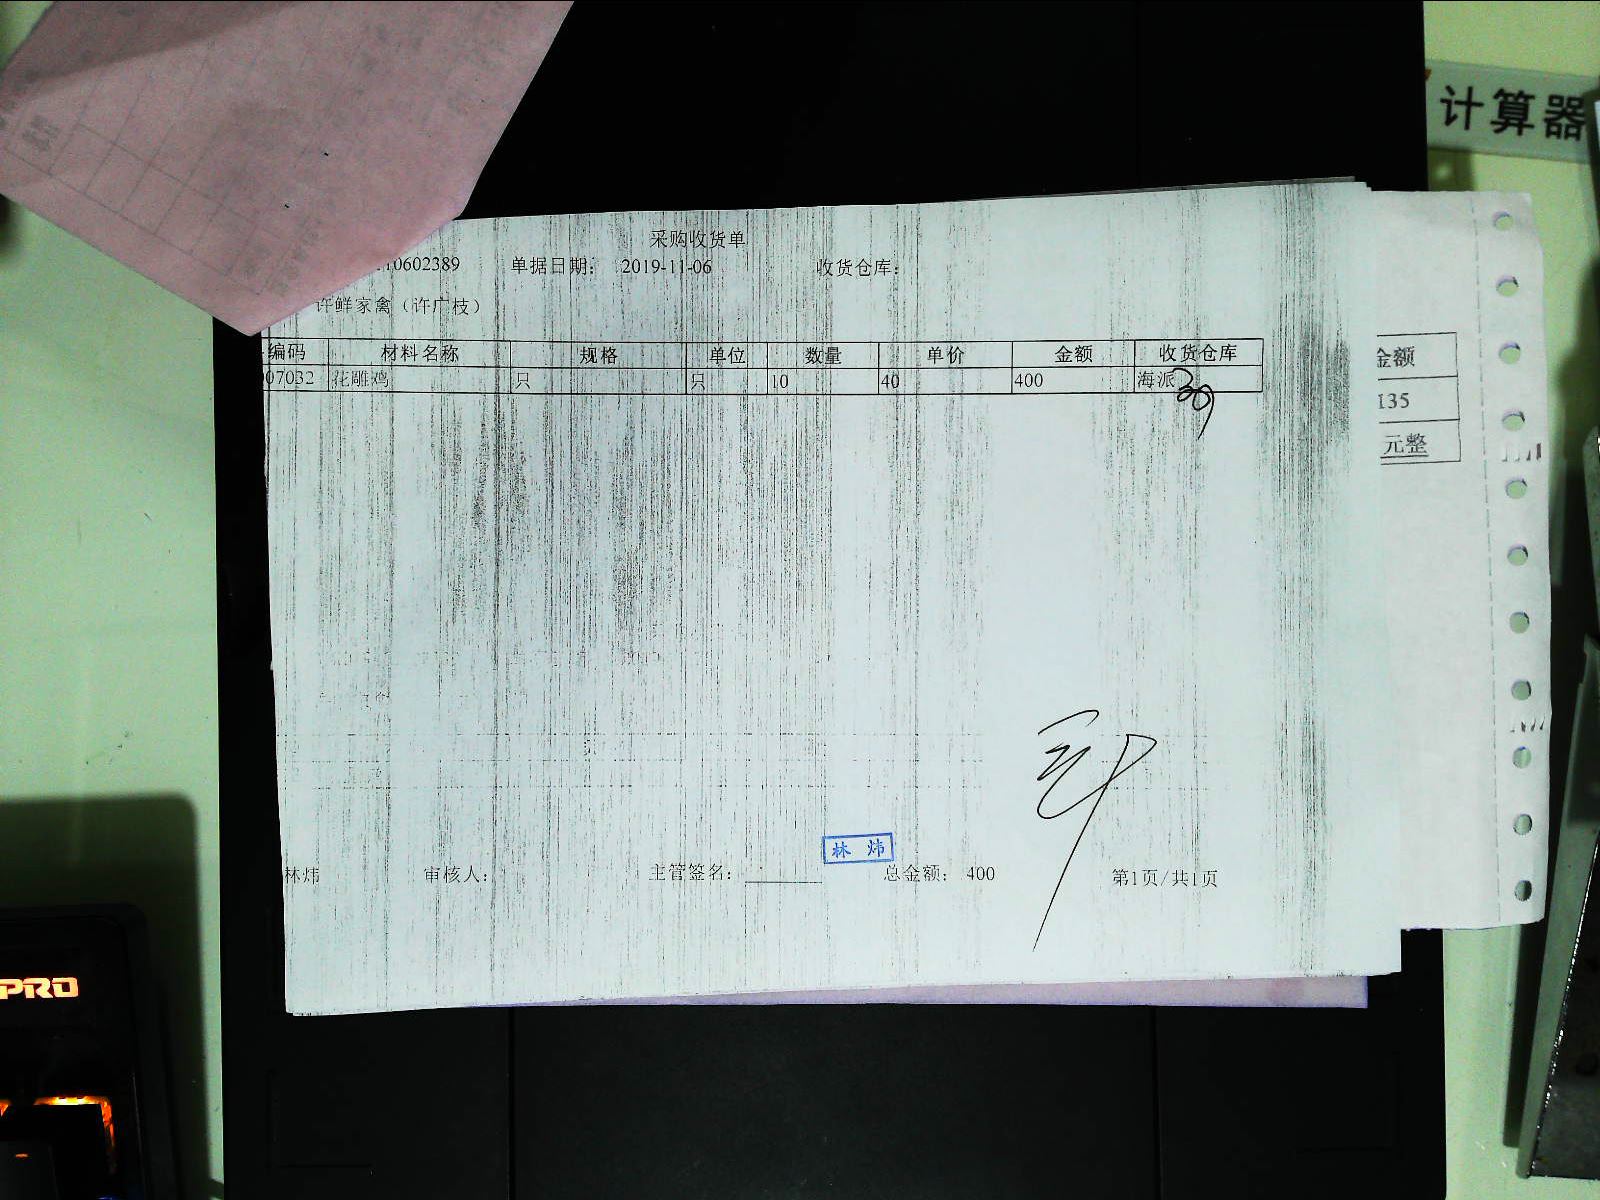 计算器
采购收货单
10602389 单据日期： 2019-11-06 收货仓库：
许鲜家禽（许广枝）
编码 材料名称 规格 单位 数量 单价 金额 收货仓库
07032 花雕鸡 只 只 10 40 400 海派
309
金额
135
元整
林炜
林炜 审核人： 主管签名： 总金额： 400 第1页/共1页
PRO